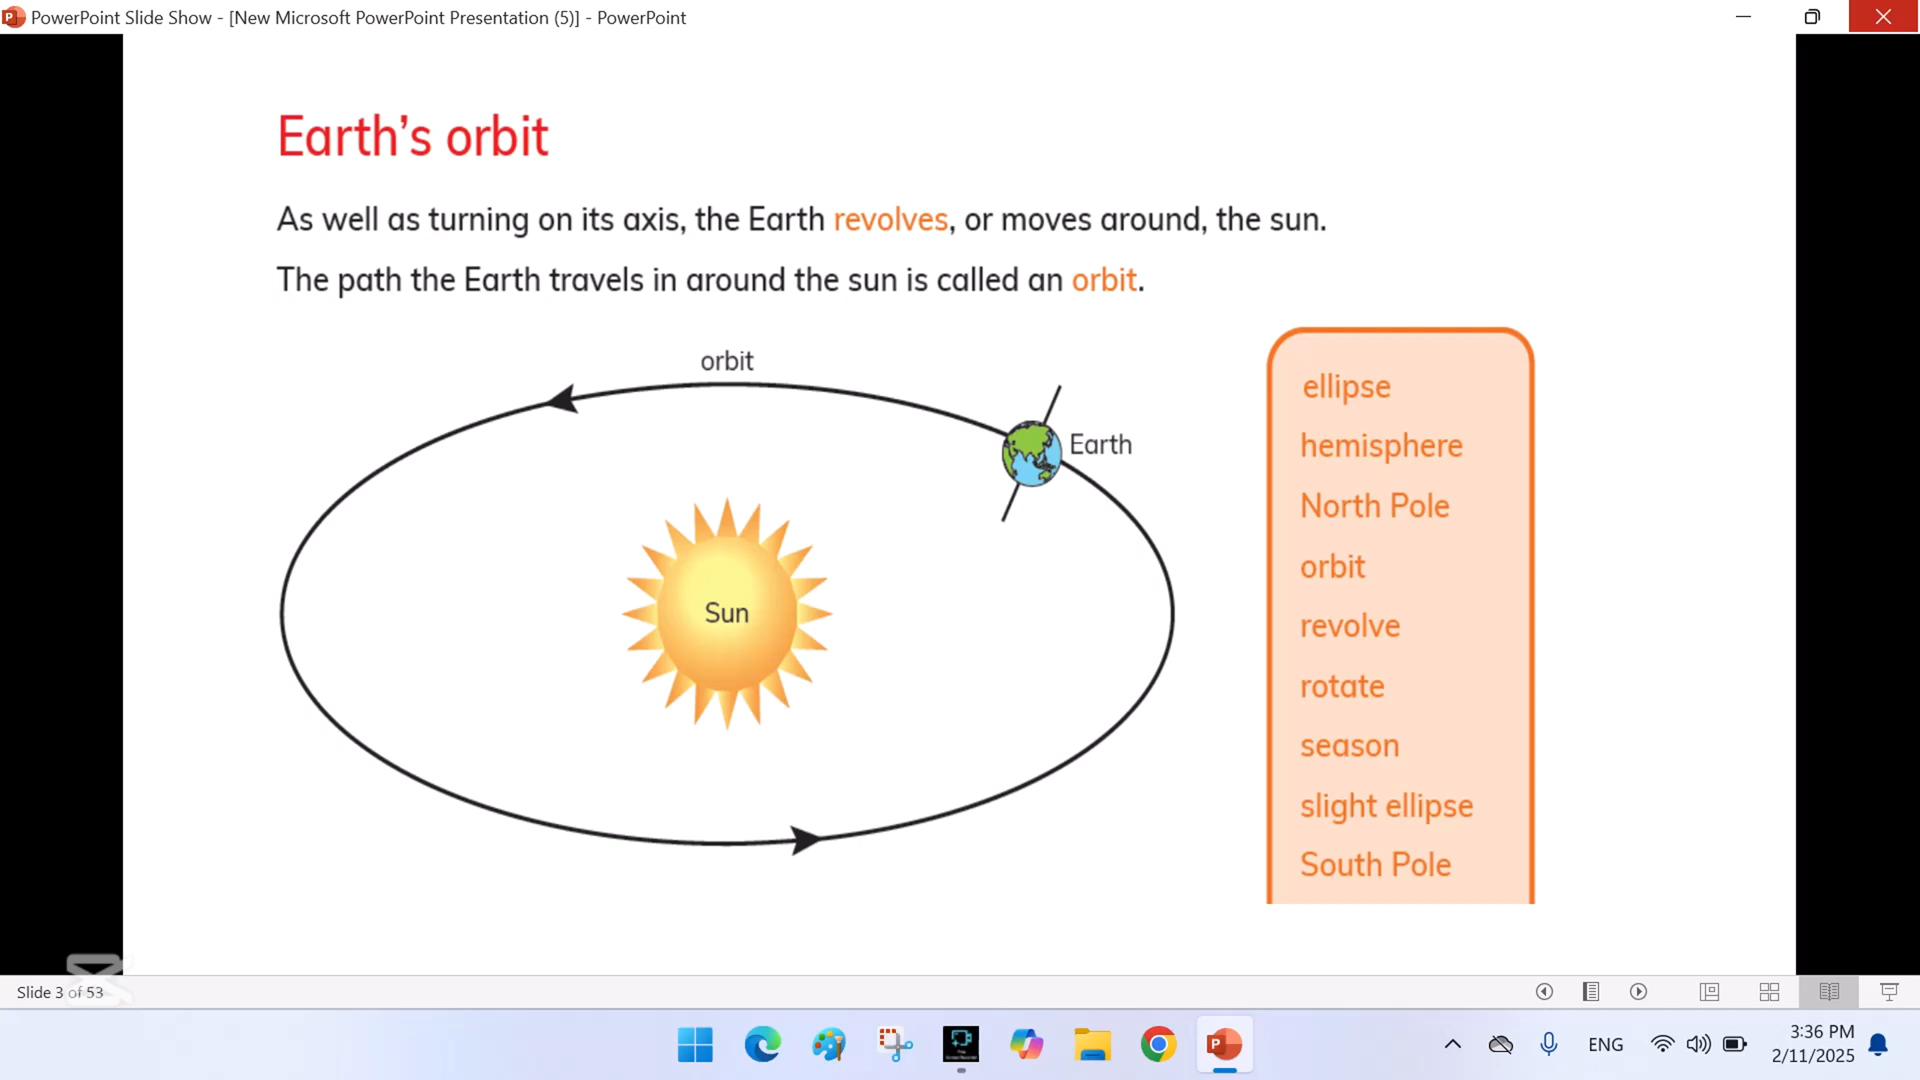 PowerPoint Slide Show - [New Microsoft PowerPoint Presentation (5)] - PowerPoint
Earth's orbit
As well as turning on its axis, the Earth revolves, or moves around, the sun.
The path the Earth travels in around the sun is called an orbit.
orbit
Earth
Sun
ellipse
hemisphere
North Pole
orbit
revolve
rotate
season
slight ellipse
South Pole
Slide 3 of 53
ENG
3:36 PM
2/11/2025